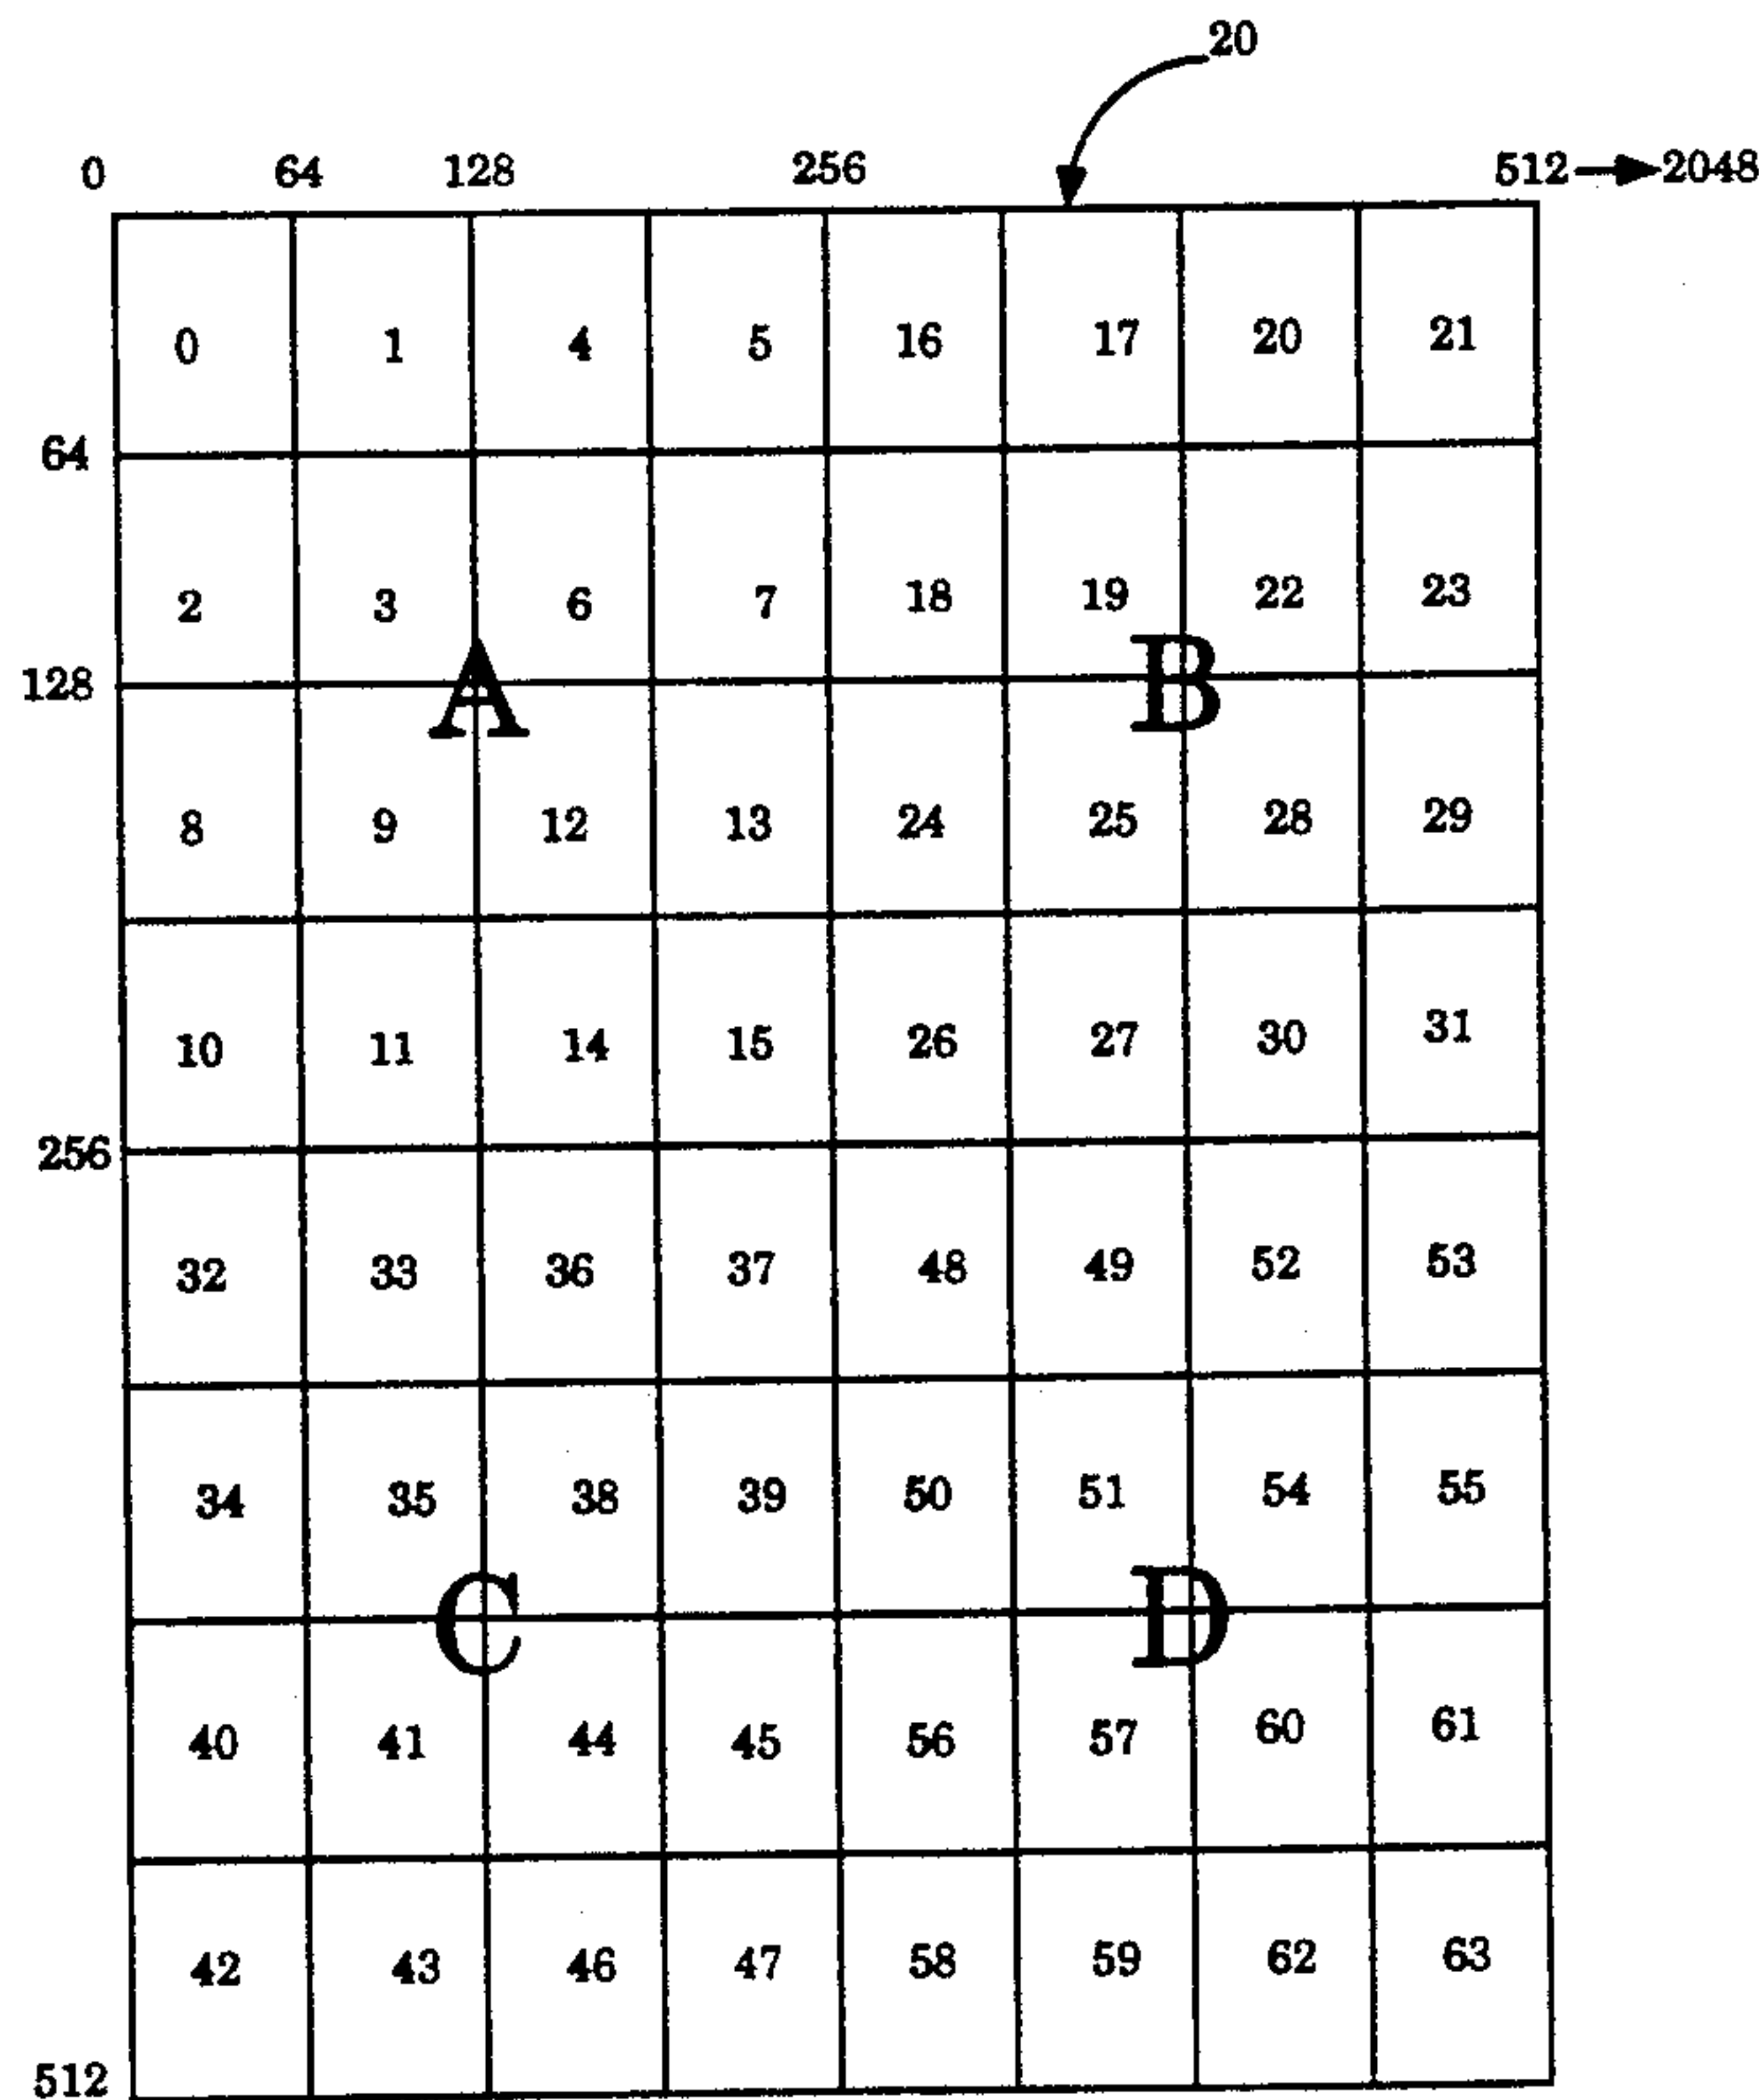 20
0 64 128 256 512 2048
0 1 4 5 16 17 20 21
64
2 3 6 7 18 19 22 23
128 A B
8 9 12 13 24 25 28 29
10 11 14 15 26 27 30 31
256
32 33 36 37 48 49 52 53
34 35 38 39 50 51 54 55
C D
40 41 44 45 56 57 60 61
42 43 46 47 58 59 62 63
512